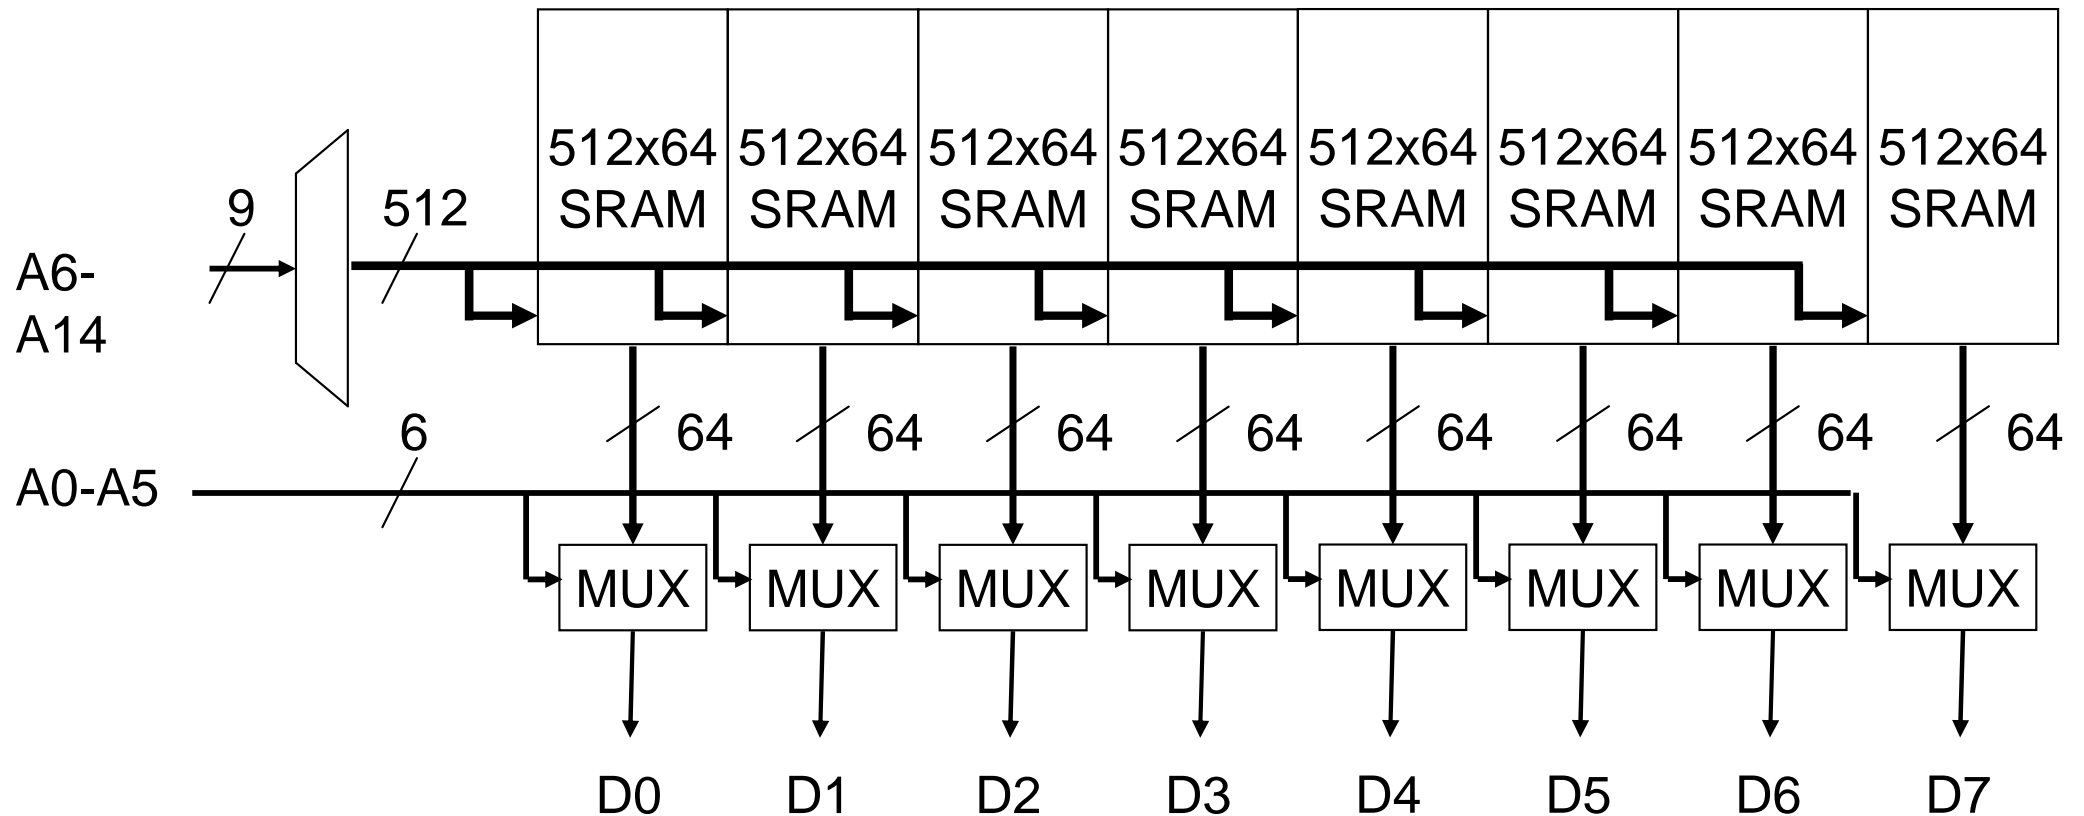 512x64 512x64 512x64 512x64 512x64 512x64 512x64 512x64
SRAM SRAM SRAM SRAM SRAM SRAM SRAM SRAM
9 512
A6-
A14
6 64 64 64 64 64 64 64 64
A0-A5
MUX MUX MUX MUX MUX MUX MUX MUX
D0 D1 D2 D3 D4 D5 D6 D7